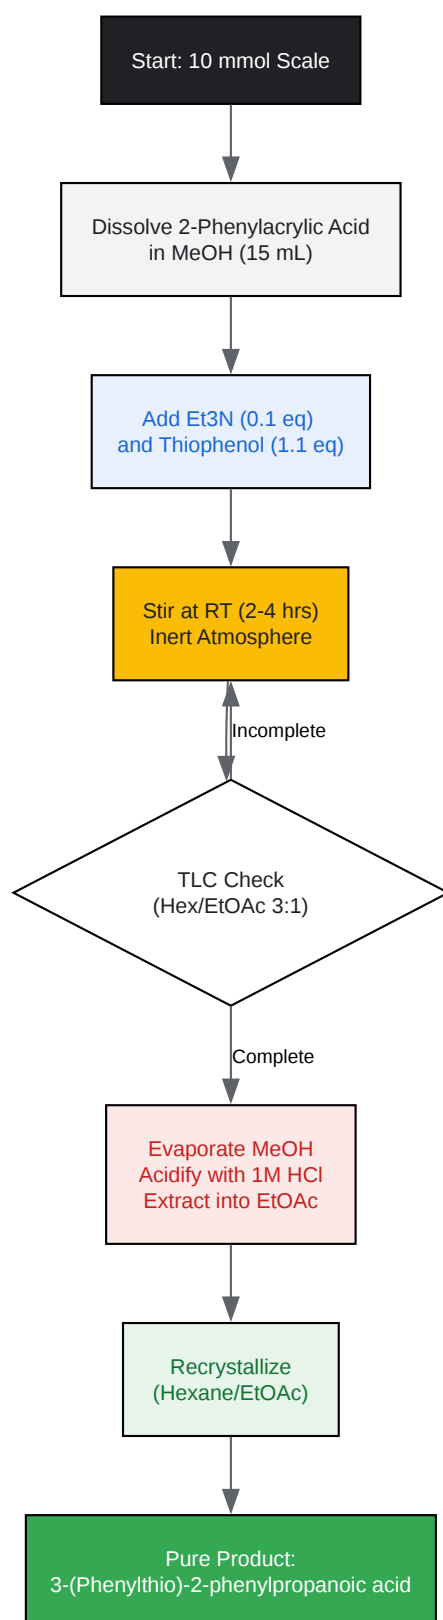 Start: 10 mmol Scale
Dissolve 2-Phenylacrylic Acid
in MeOH (15 mL)
Add Et3N (0.1 eq)
and Thiophenol (1.1 eq)
Stir at RT (2-4 hrs)
Inert Atmosphere
Incomplete
TLC Check
(Hex/EtOAc 3:1)
Complete
Evaporate MeOH
Acidify with 1M HCl
Extract into EtOAc
Recrystallize
(Hexane/EtOAc)
Pure Product:
3-(Phenylthio)-2-phenylpropanoic acid